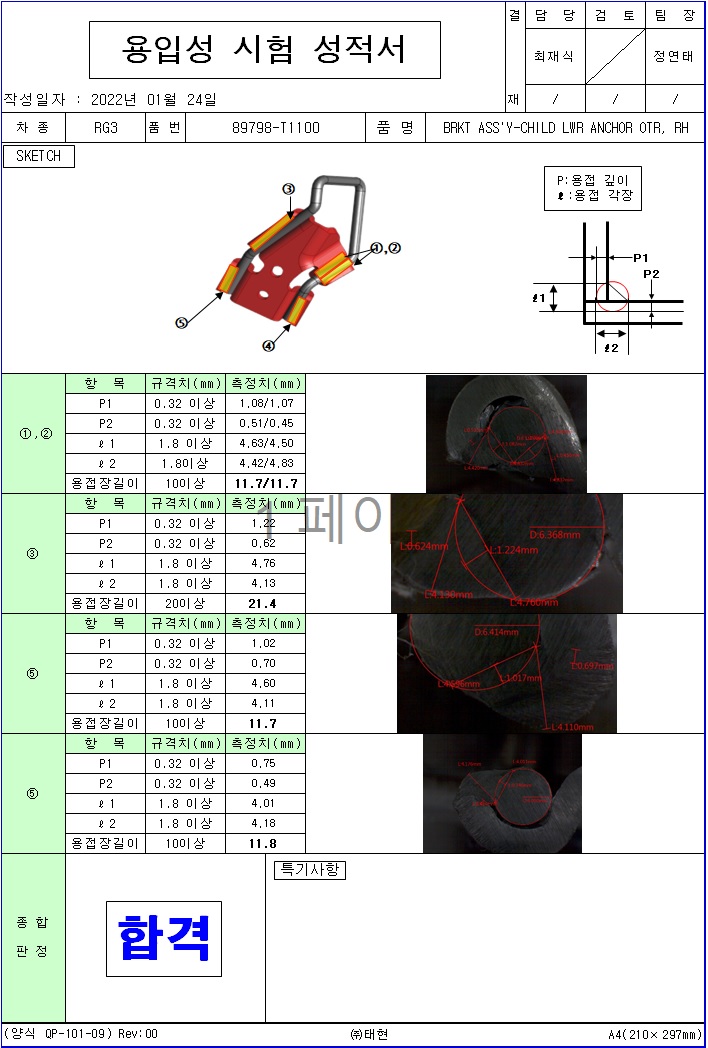 용입성 시험 성적서
결 재
담 당 검 토 팀 장
최재식 정연태
/ / /
작성일자 : 2022년 01월 24일
차 종 RG3 품 번 89798-T1100 품 명 BRKT ASS'Y-CHILD LWR ANCHOR OTR, RH
SKETCH
P:용접 깊이
ℓ:용접 각장
③
①,②
⑤
④
P1
P2
ℓ1
ℓ2
①,②
항 목 규격치(mm) 측정치(mm)
P1 0.32 이상 1.08/1.07
P2 0.32 이상 0.51/0.45
ℓ1 1.8 이상 4.63/4.50
ℓ2 1.8이상 4.42/4.83
용접장길이 10이상 11.7/11.7
1 페이
③
항 목 규격치(mm) 측정치(mm)
P1 0.32 이상 1.22
P2 0.32 이상 0.62
ℓ1 1.8 이상 4.76
ℓ2 1.8 이상 4.13
용접장길이 20이상 21.4
D:6.368mm
L:0.624mm
L:1.224mm
L:4.130mm
L:4.760mm
⑤
항 목 규격치(mm) 측정치(mm)
P1 0.32 이상 1.02
P2 0.32 이상 0.70
ℓ1 1.8 이상 4.60
ℓ2 1.8 이상 4.11
용접장길이 10이상 11.7
D:6.414mm
L:0.697mm
L:1.017mm
L:4.110mm
⑤
항 목 규격치(mm) 측정치(mm)
P1 0.32 이상 0.75
P2 0.32 이상 0.49
ℓ1 1.8 이상 4.01
ℓ2 1.8 이상 4.18
용접장길이 10이상 11.8
종 합
판 정
합격
특기사항
(양식 QP-101-09) Rev:00 ㈜태현 A4(210×297mm)